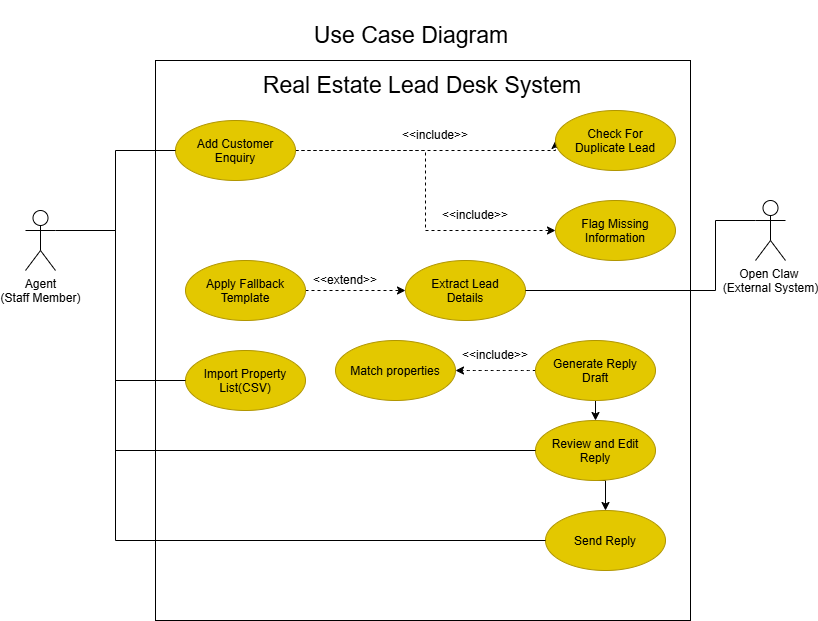 Use Case Diagram
Real Estate Lead Desk System
Add Customer
Enquiry
<<include>>
Check For
Duplicate Lead
<<include>>
Flag Missing
Information
Agent
(Staff Member)
Open Claw
(External System)
Apply Fallback
Template
<<extend>>
Extract Lead
Details
Import Property
List(CSV)
Match properties
<<include>>
Generate Reply
Draft
Review and Edit
Reply
Send Reply